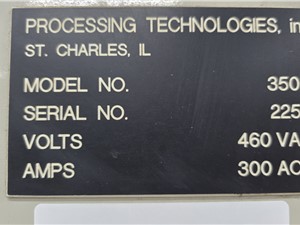 PROCESSING TECHNOLOGIES, in
ST. CHARLES, IL
MODEL NO. 350
SERIAL NO. 225
VOLTS 460 VA
AMPS 300 AC